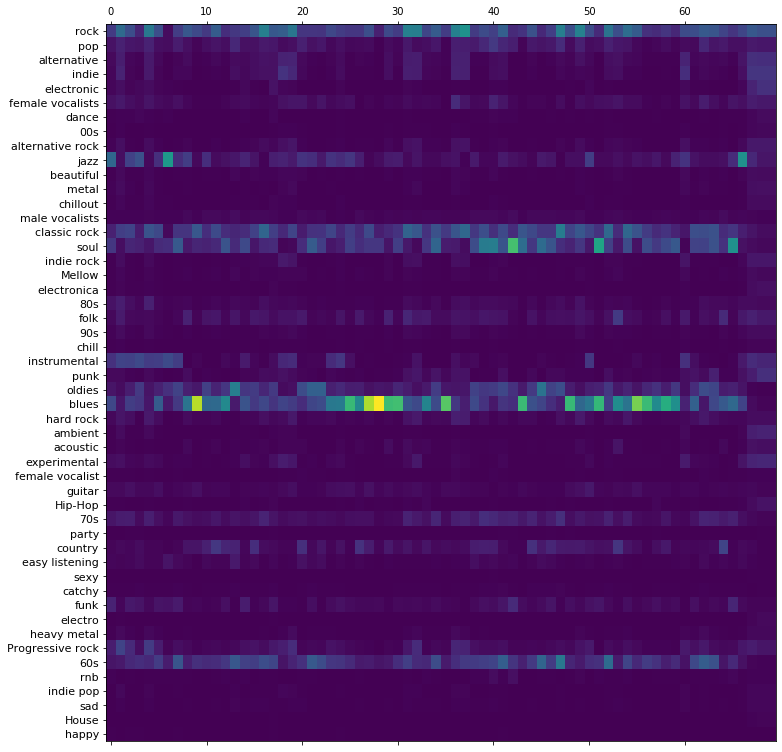 0 10 20 30 40 50 60
rock
pop
alternative
indie
electronic
female vocalists
dance
00s
alternative rock
jazz
beautiful
metal
chillout
male vocalists
classic rock
soul
indie rock
Mellow
electronica
80s
folk
90s
chill
instrumental
punk
oldies
blues
hard rock
ambient
acoustic
experimental
female vocalist
guitar
Hip-Hop
70s
party
country
easy listening
sexy
catchy
funk
electro
heavy metal
Progressive rock
60s
rnb
indie pop
sad
House
happy